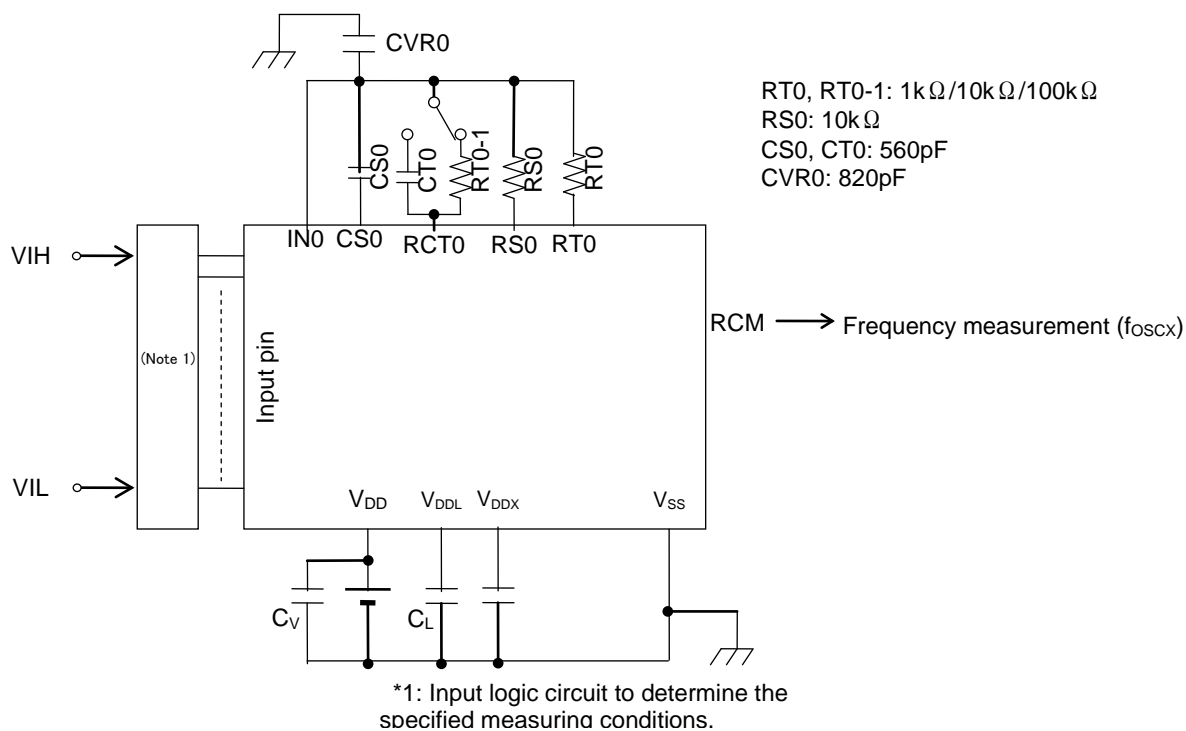 CVR0
RT0, RT0-1: 1kΩ/10kΩ/100kΩ
RS0: 10kΩ
CS0, CT0: 560pF
CVR0: 820pF
CS0
CT0
RT0-1
RS0
RT0
IN0 CS0 RCT0 RS0 RT0
VIH
(Note 1)
Input pin
RCM
Frequency measurement (fOSCX)
VIL
VDD VDDL VDDX VSS
CV
CL
*1: Input logic circuit to determine the
specified measuring conditions.